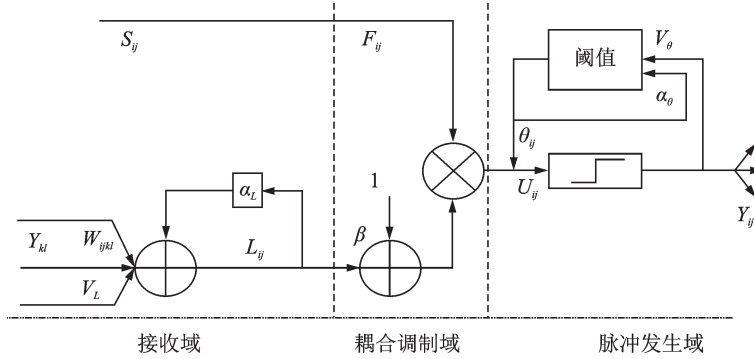 S_ij
F_ij
阈值
V_θ
α_θ
θ_ij
α_L
1
U_ij
Y_kl
W_ijkl
L_ij
β
Y_ij
V_L
接收域
耦合调制域
脉冲发生域